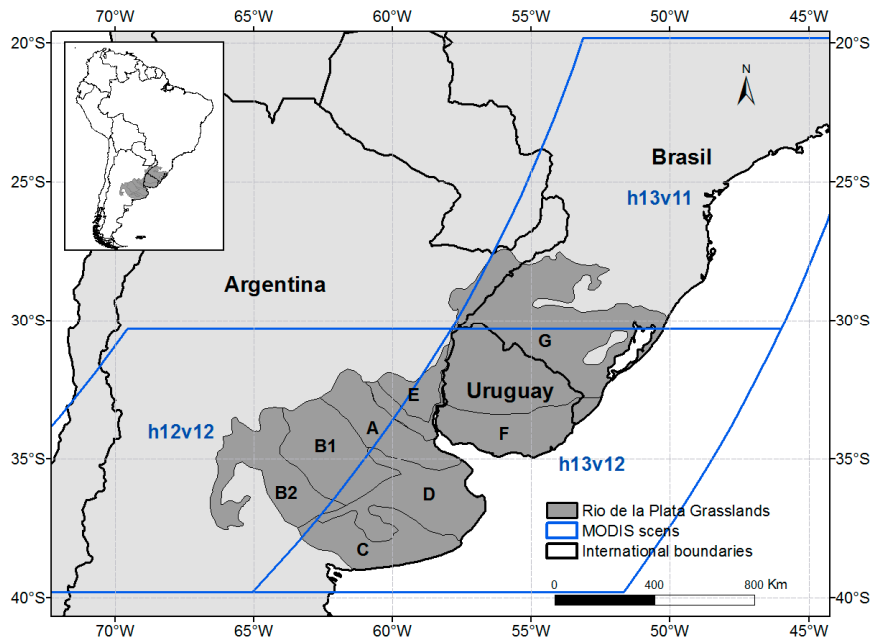 70°W 65°W 60°W 55°W 50°W 45°W
20°S 20°S
N
Brasil
25°S 25°S
h13v11
Argentina
30°S 30°S
G
E Uruguay
A
h12v12 B1 F
35°S 35°S
h13v12
B2 D
Rio de la Plata Grasslands
MODIS scens
C International boundaries
0 400 800 Km
40°S 40°S
70°W 65°W 60°W 55°W 50°W 45°W